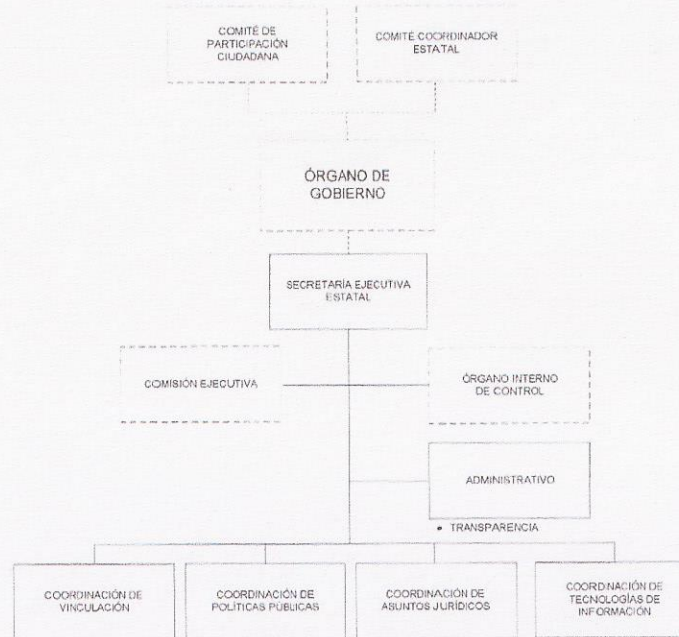 COMITÉ DE
PARTICIPACIÓN
CIUDADANA
COMITÉ COORDINADOR
ESTATAL
ÓRGANO DE
GOBIERNO
SECRETARÍA EJECUTIVA
ESTATAL
COMISIÓN EJECUTIVA
ÓRGANO INTERNO
DE CONTROL
ADMINISTRATIVO
• TRANSPARENCIA
COORDINACIÓN DE
VINCULACIÓN
COORDINACIÓN DE
POLÍTICAS PÚBLICAS
COORDINACIÓN DE
ASUNTOS JURÍDICOS
COORDINACIÓN DE
TECNOLOGÍAS DE
INFORMACIÓN